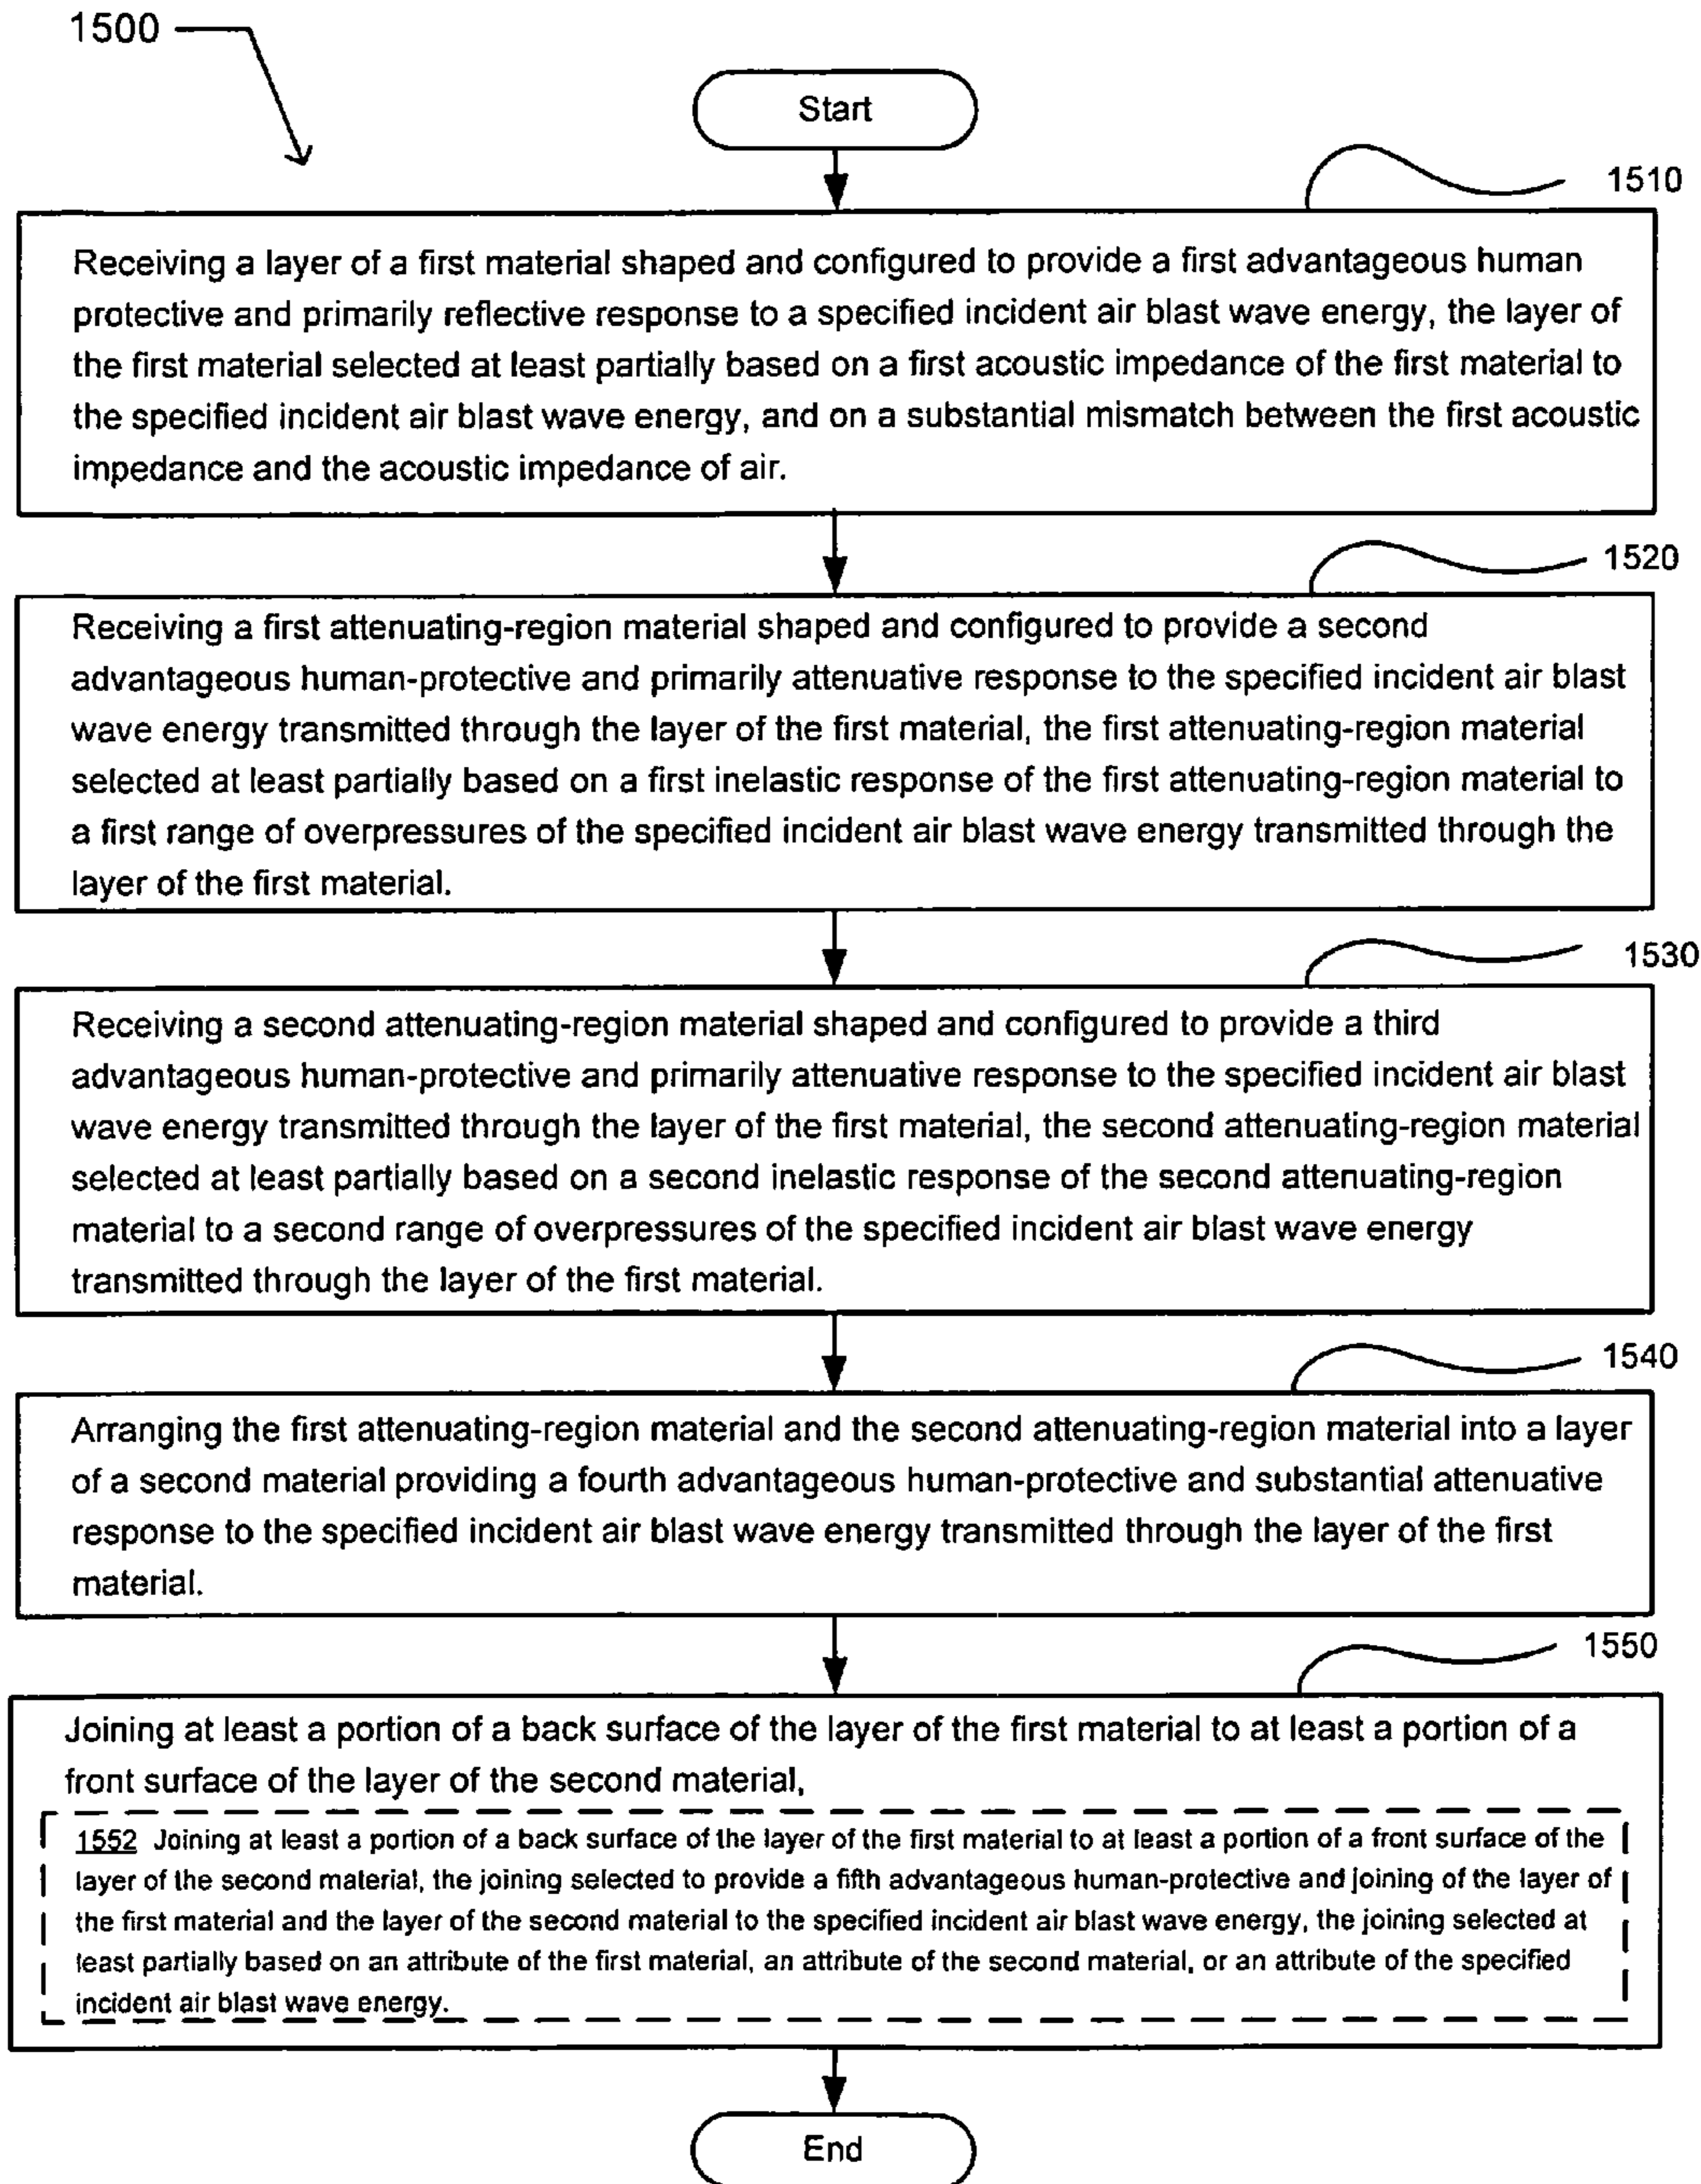 1500
Start
1510
Receiving a layer of a first material shaped and configured to provide a first advantageous human
protective and primarily reflective response to a specified incident air blast wave energy, the layer of
the first material selected at least partially based on a first acoustic impedance of the first material to
the specified incident air blast wave energy, and on a substantial mismatch between the first acoustic
impedance and the acoustic impedance of air.
1520
Receiving a first attenuating-region material shaped and configured to provide a second
advantageous human-protective and primarily attenuative response to the specified incident air blast
wave energy transmitted through the layer of the first material, the first attenuating-region material
selected at least partially based on a first inelastic response of the first attenuating-region material to
a first range of overpressures of the specified incident air blast wave energy transmitted through the
layer of the first material.
1530
Receiving a second attenuating-region material shaped and configured to provide a third
advantageous human-protective and primarily attenuative response to the specified incident air blast
wave energy transmitted through the layer of the first material, the second attenuating-region material
selected at least partially based on a second inelastic response of the second attenuating-region
material to a second range of overpressures of the specified incident air blast wave energy
transmitted through the layer of the first material.
1540
Arranging the first attenuating-region material and the second attenuating-region material into a layer
of a second material providing a fourth advantageous human-protective and substantial attenuative
response to the specified incident air blast wave energy transmitted through the layer of the first
material.
1550
Joining at least a portion of a back surface of the layer of the first material to at least a portion of a
front surface of the layer of the second material,
1552 Joining at least a portion of a back surface of the layer of the first material to at least a portion of a front surface of the
layer of the second material, the joining selected to provide a fifth advantageous human-protective and joining of the layer of
the first material and the layer of the second material to the specified incident air blast wave energy, the joining selected at
least partially based on an attribute of the first material, an attribute of the second material, or an attribute of the specified
incident air blast wave energy.
End